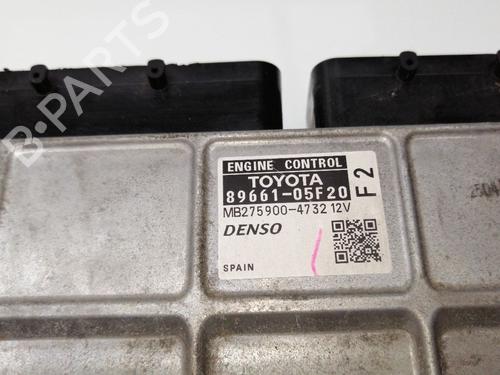 B-PARTS
ENGINE CONTROL
TOYOTA
89661-05F20
F2
MB275900-4732 12V
DENSO
SPAIN